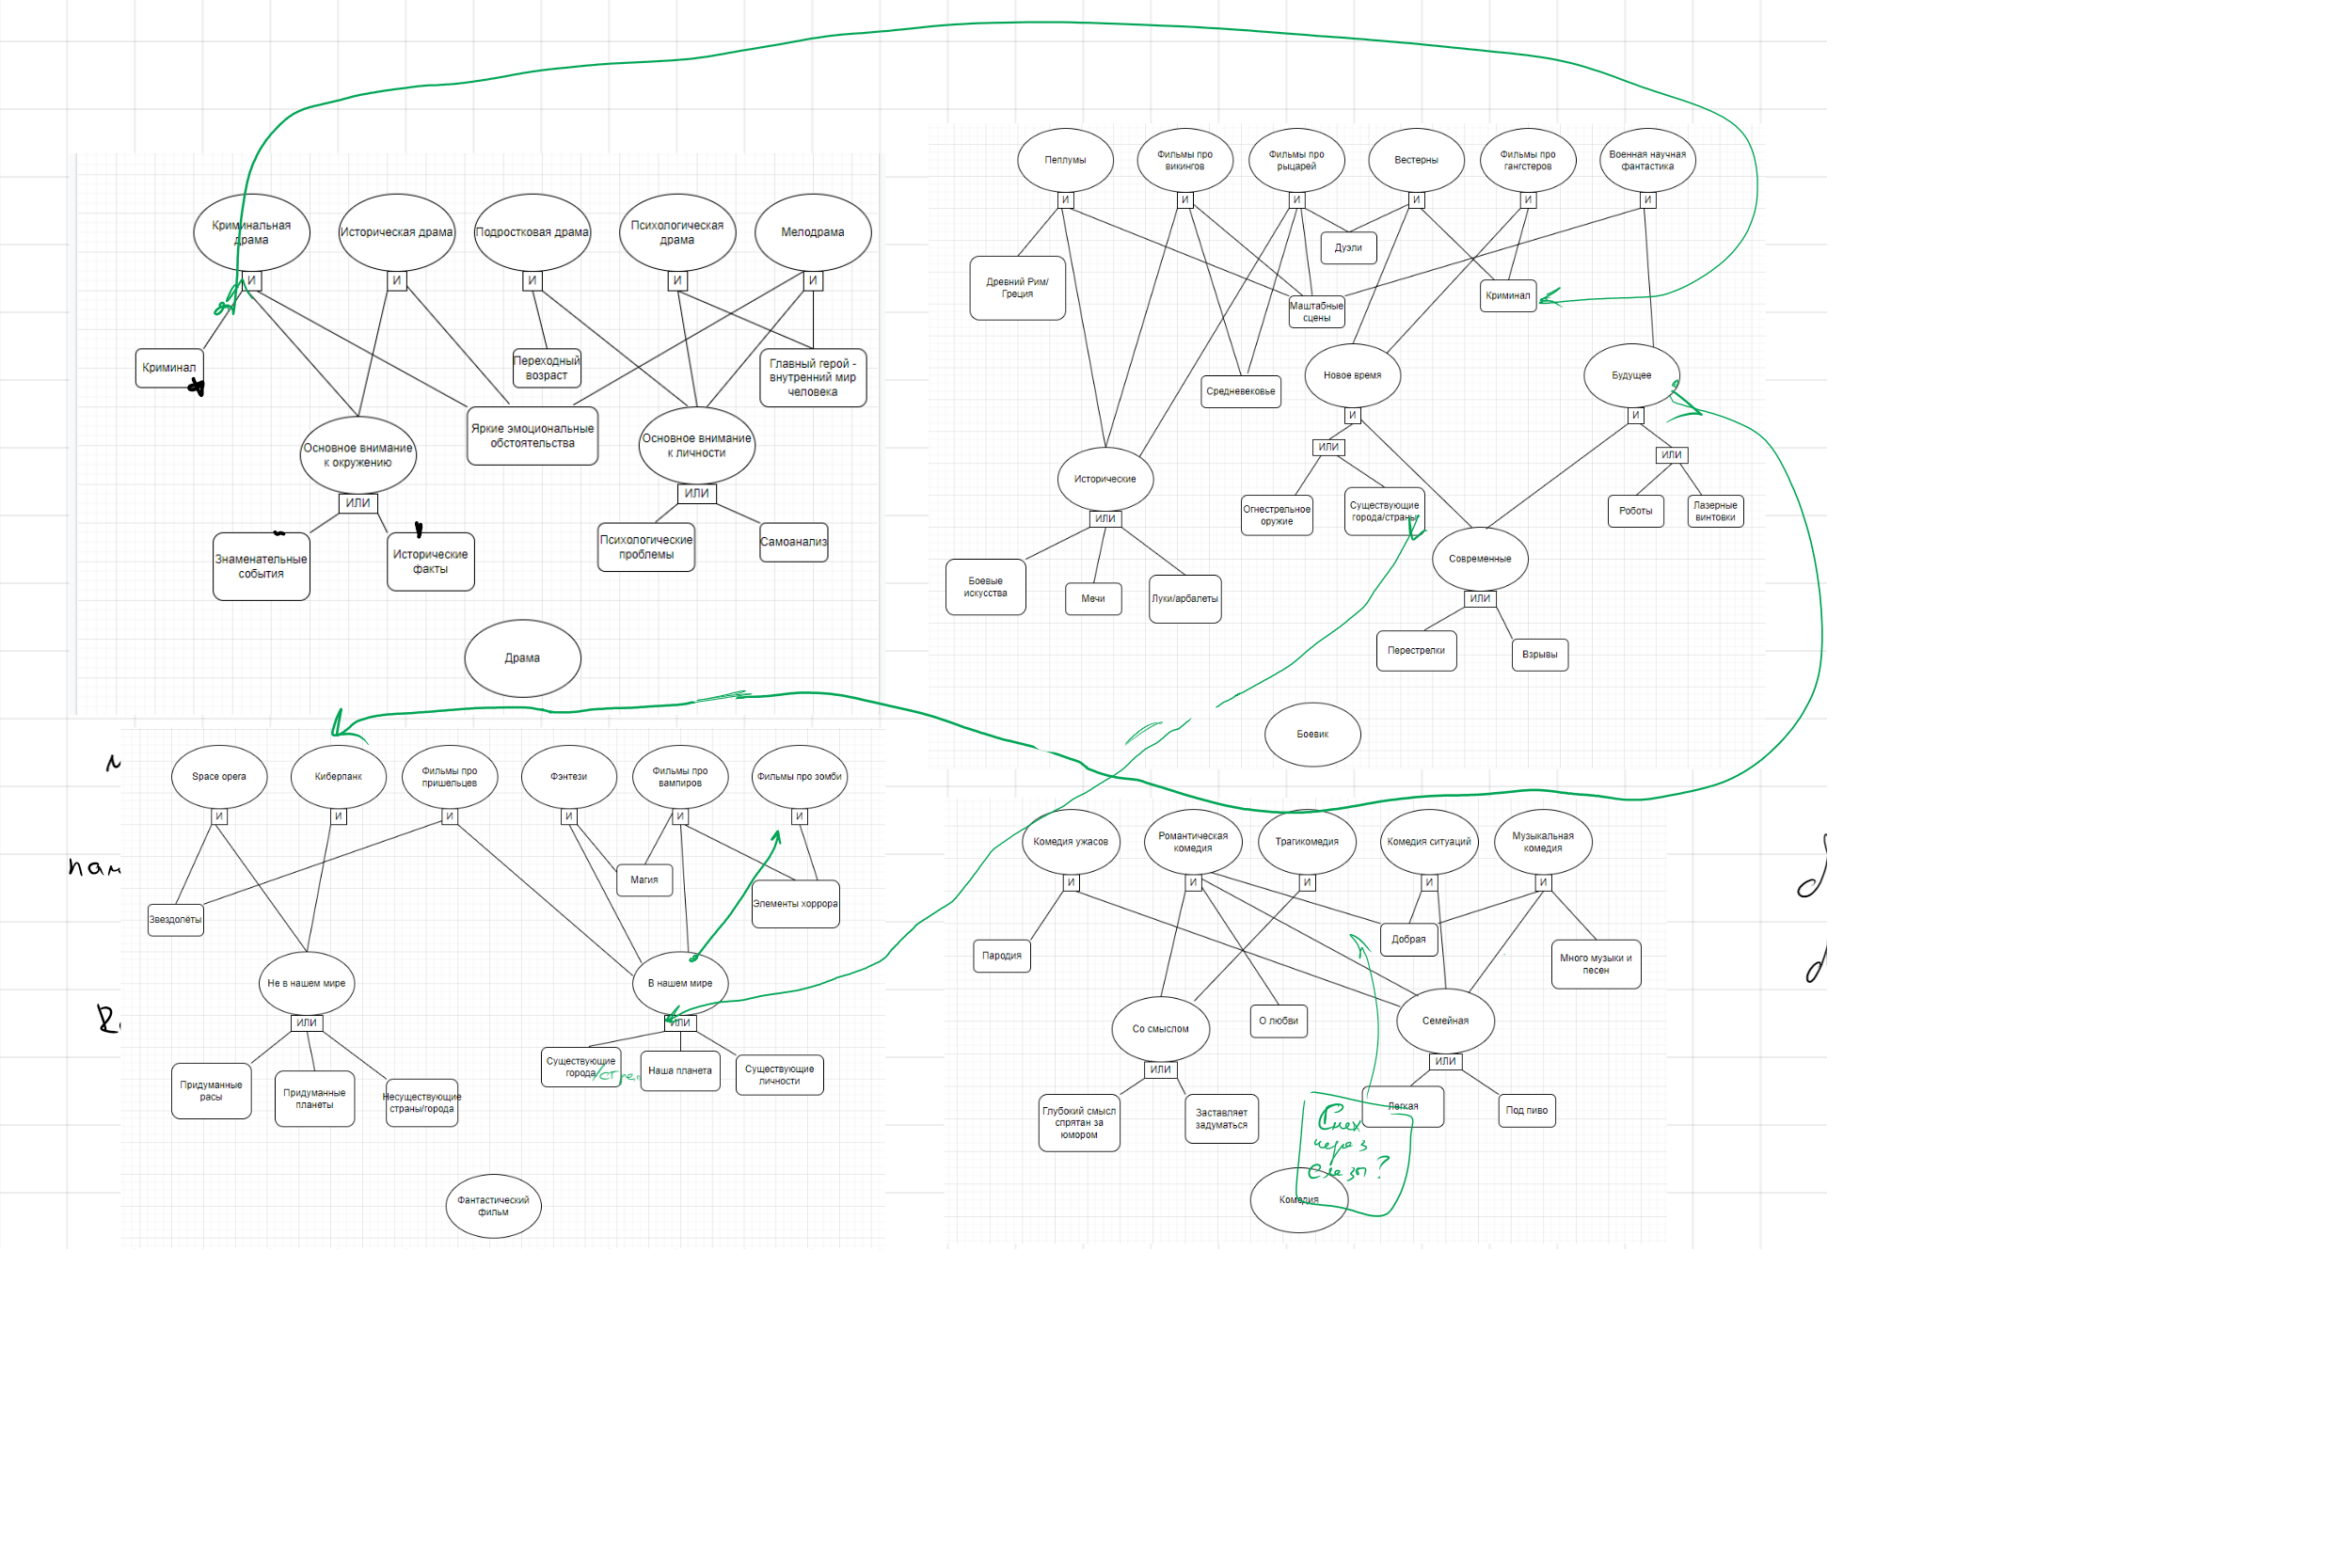 Криминальная
драма
Историческая драма
Подростковая драма
Психологическая
драма
Мелодрама
И
И
И
И
И
Криминал
Переходный
возраст
Главный герой -
внутренний мир
человека
Яркие эмоциональные
обстоятельства
Основное внимание
к окружению
Основное внимание
к личности
ИЛИ
ИЛИ
Знаменательные
события
Исторические
факты
Психологические
проблемы
Самоанализ
Драма
Пеплумы
Фильмы про
викингов
Фильмы про
рыцарей
Вестерны
Фильмы про
гангстеров
Военная научная
фантастика
И
И
И
И
И
И
Дуэли
Древний Рим/
Греция
Маштабные
сцены
Криминал
Средневековье
Новое время
Будущее
И
И
ИЛИ
ИЛИ
Исторические
ИЛИ
Огнестрельное
оружие
Существующие
города/страны
Роботы
Лазерные
винтовки
Современные
ИЛИ
Боевые
искусства
Мечи
Луки/арбалеты
Перестрелки
Взрывы
Боевик
Space opera
Киберпанк
Фильмы про
пришельцев
Фэнтези
Фильмы про
вампиров
Фильмы про зомби
И
И
И
И
И
И
Магия
Элементы хоррора
Звездолёты
Не в нашем мире
В нашем мире
ИЛИ
ИЛИ
Придуманные
расы
Придуманные
планеты
Несуществующие
страны/города
Существующие
города
Наша планета
Существующие
личности
Фантастический
фильм
Комедия ужасов
Романтическая
комедия
Трагикомедия
Комедия ситуаций
Музыкальная
комедия
И
И
И
И
И
Пародия
Добрая
Много музыки и
песен
Со смыслом
О любви
Семейная
ИЛИ
ИЛИ
Глубокий смысл
спрятан за
юмором
Заставляет
задуматься
Легкая
Под пиво
Смех
через
слезы?
Комедия